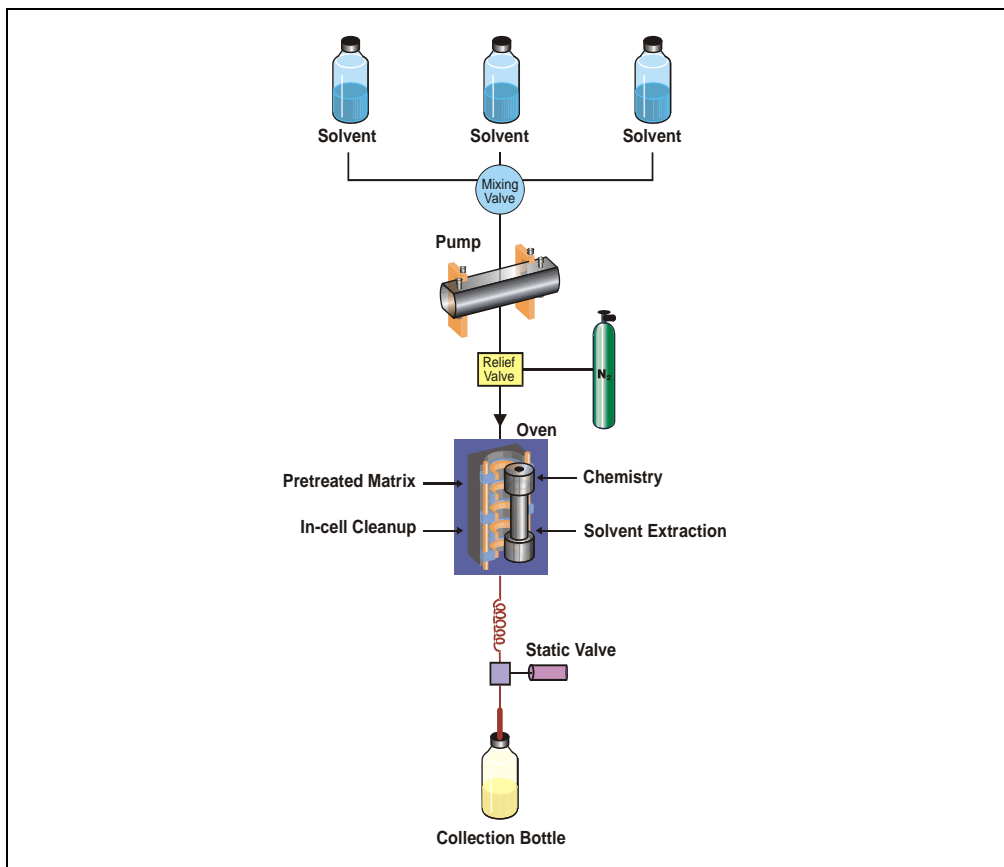 Solvent
Solvent
Solvent
Mixing
Valve
Pump
Relief
Valve
N2
Oven
Pretreated Matrix
Chemistry
In-cell Cleanup
Solvent Extraction
Static Valve
Collection Bottle